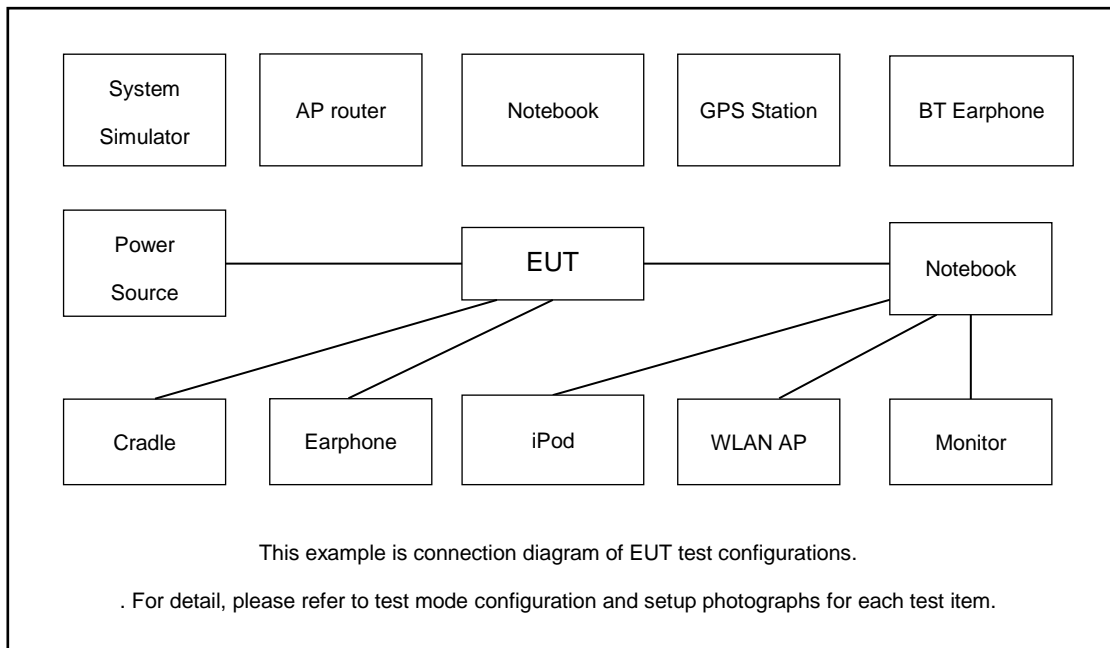 System
Simulator
AP router
Notebook
GPS Station
BT Earphone
Power
Source
EUT
Notebook
Cradle
Earphone
iPod
WLAN AP
Monitor
This example is connection diagram of EUT test configurations.
. For detail, please refer to test mode configuration and setup photographs for each test item.